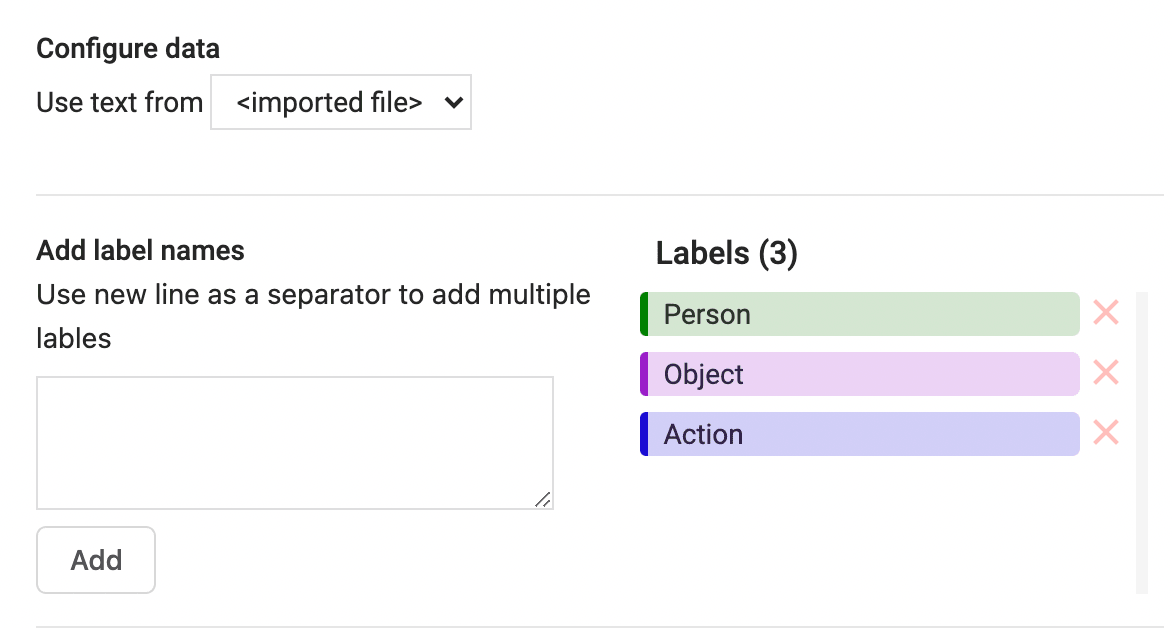 Configure data
Use text from <imported file>
Add label names
Use new line as a separator to add multiple
lables
Add
Labels (3)
Person
Object
Action